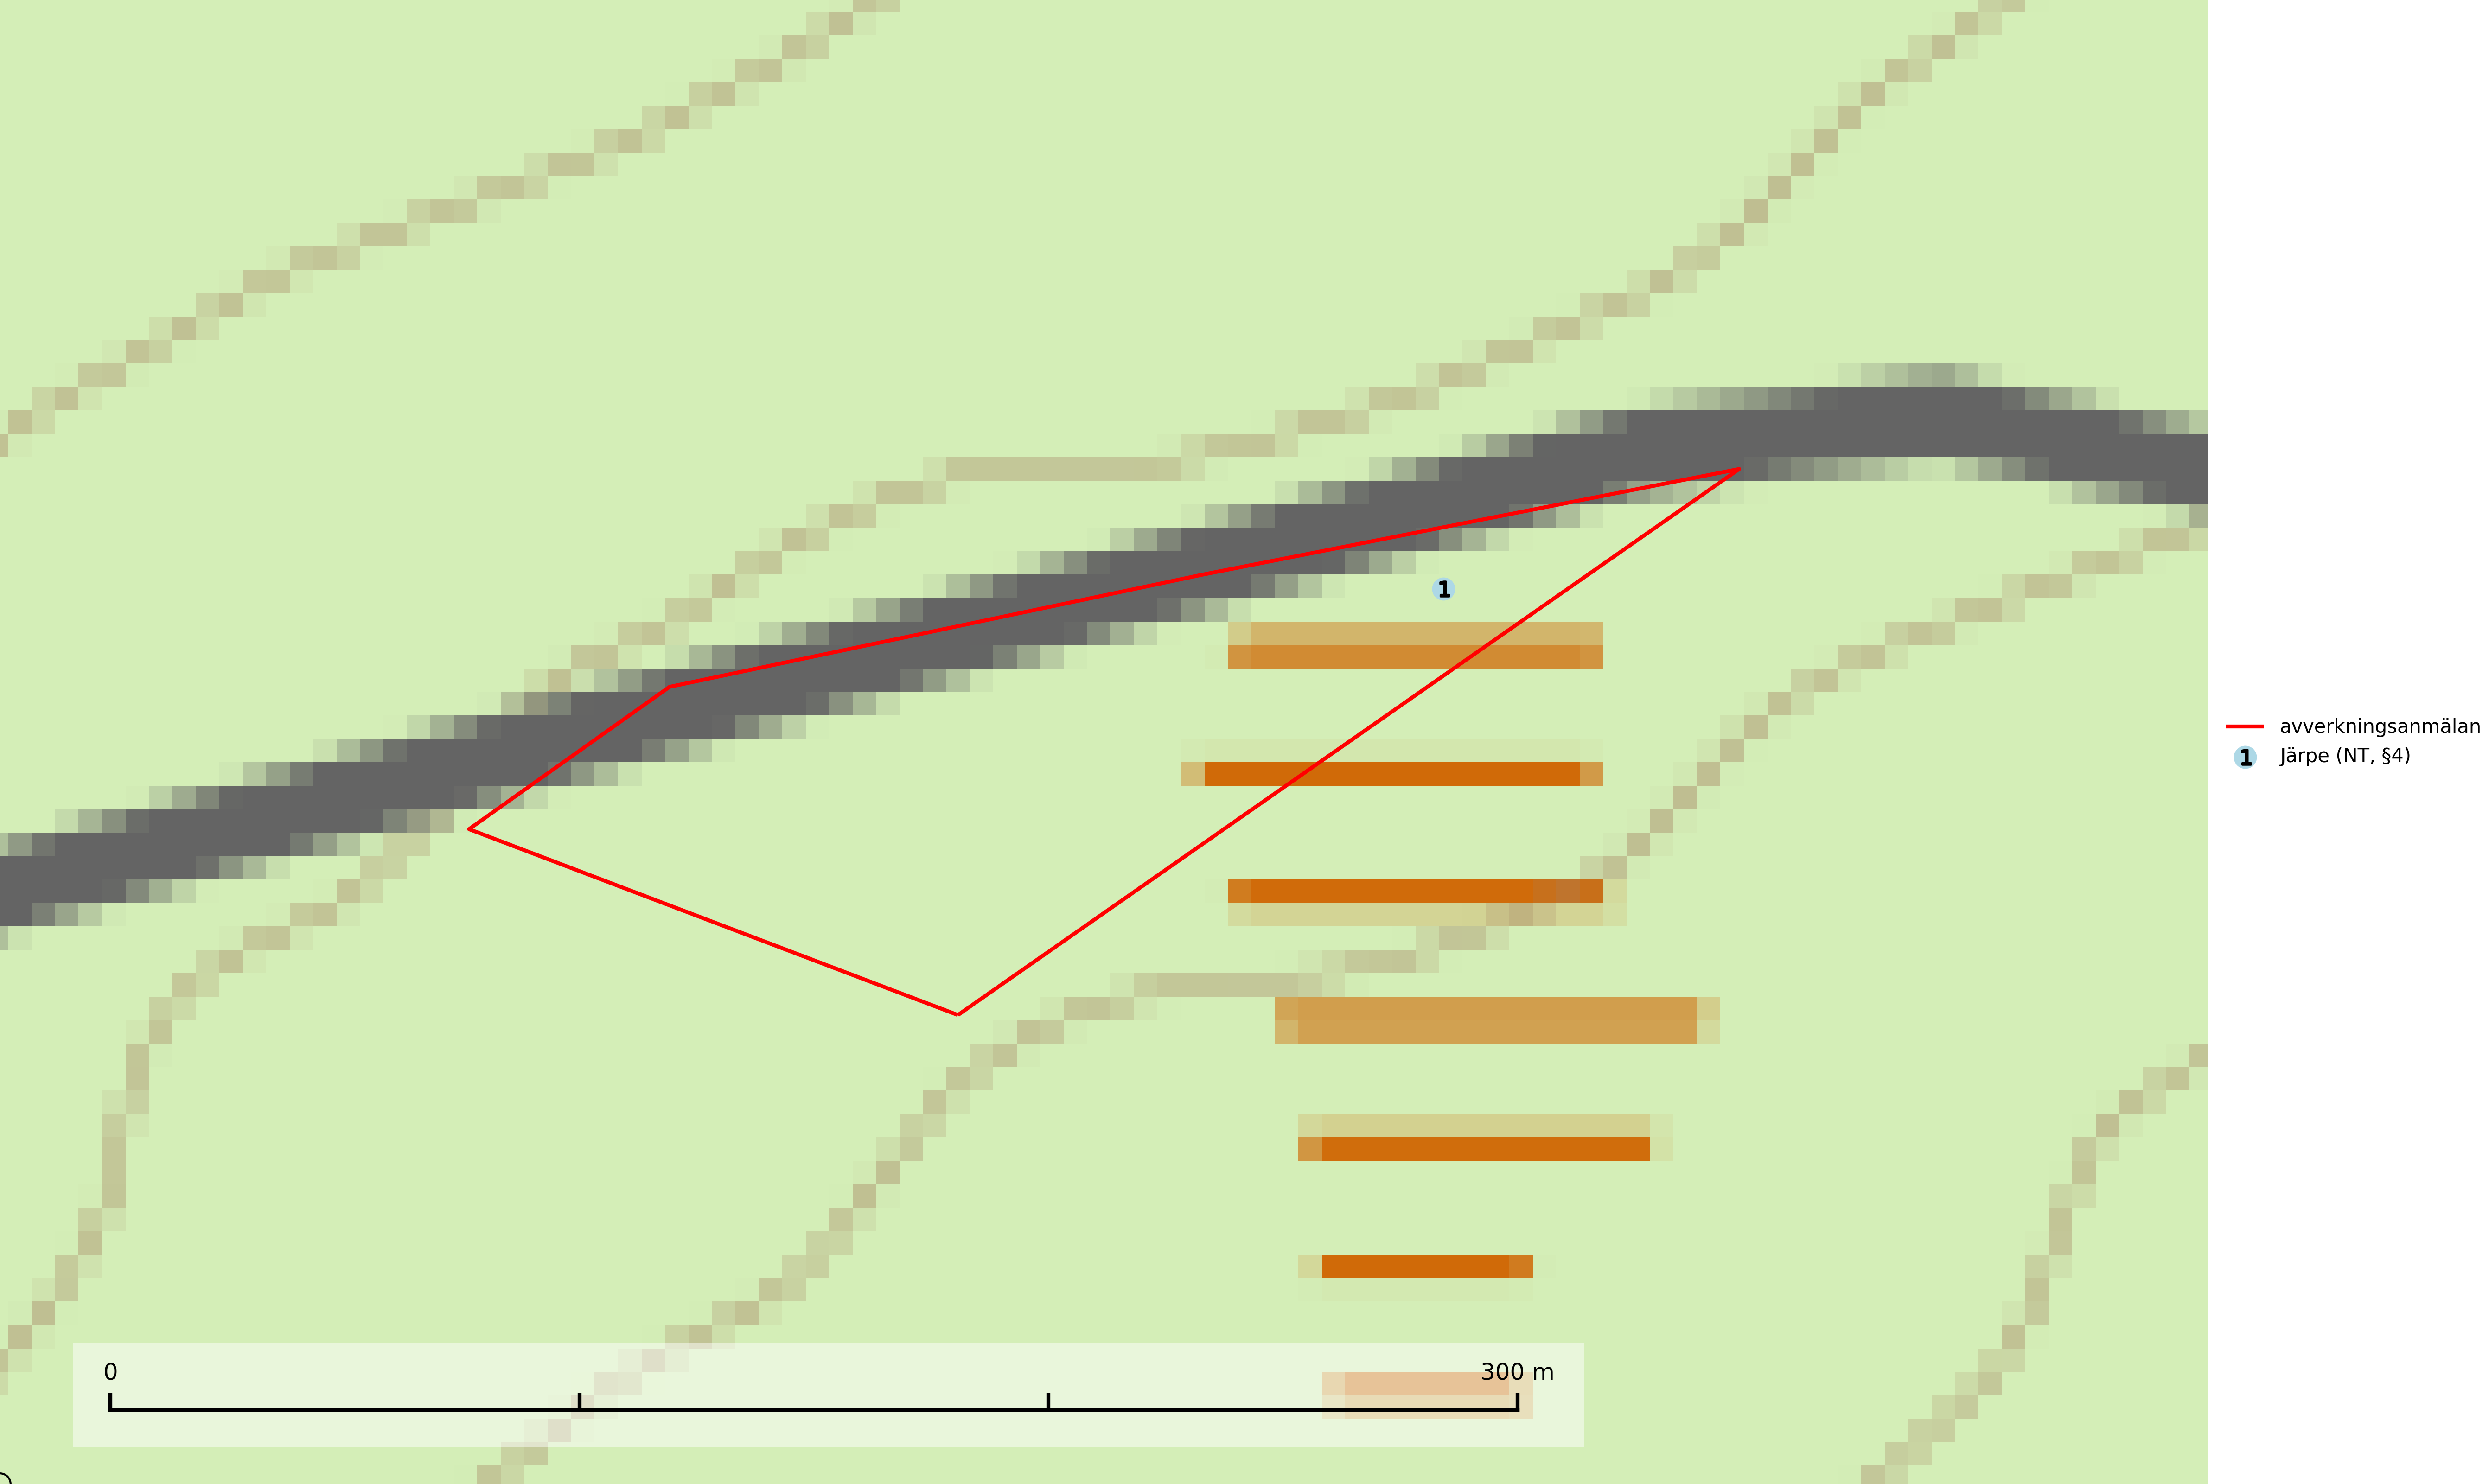 1
avverkningsanmälan
1 Järpe (NT, §4)
0 300 m